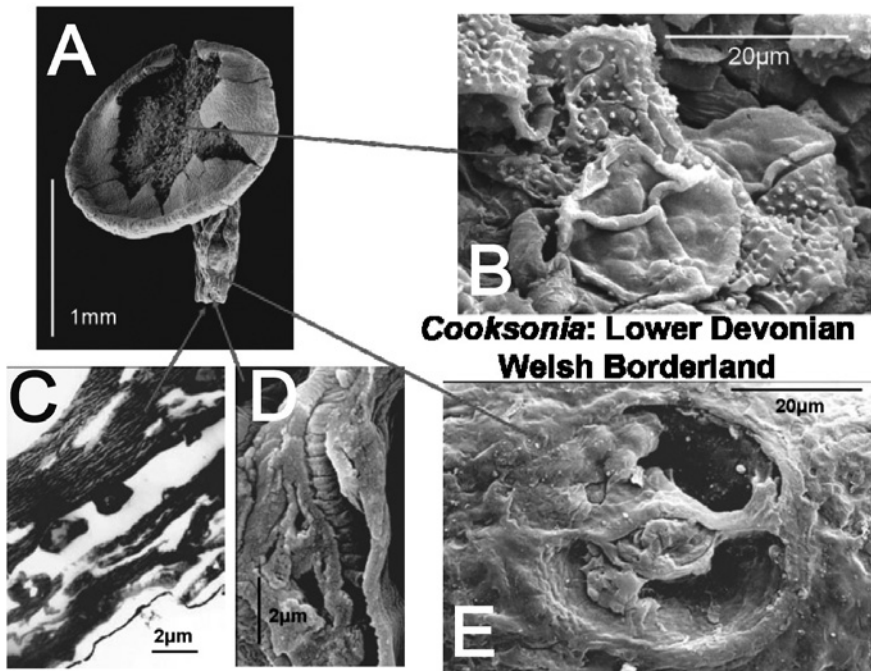 A
1mm
20µm
B
Cooksonia: Lower Devonian
Welsh Borderland
C
2µm
D
2µm
20µm
E